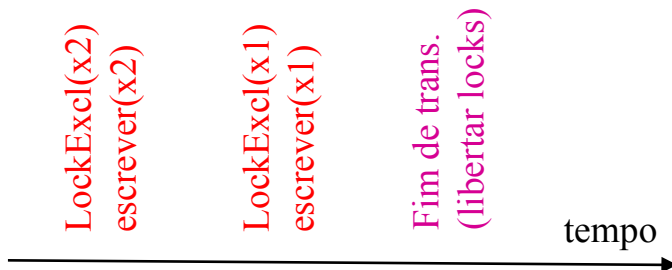 LockExcl(x2)
escrever(x2)
LockExcl(x1)
escrever(x1)
Fim de trans.
(libertar locks)
tempo